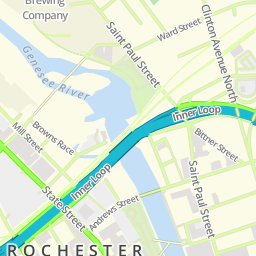 Brewing
Company
Genesee River
Saint Paul Street
Ward Street
Clinton Avenue North
Inner Loop
Bittner Street
Mill Street
Browns Race
Inner Loop
State Street
Andrews Street
Saint Paul Street
ROCHESTER